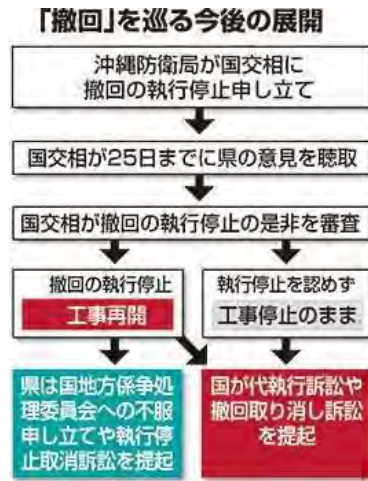 「撤回」を巡る今後の展開
沖縄防衛局が国交相に
撤回の執行停止申し立て
国交相が25日までに県の意見を聴取
国交相が撤回の執行停止の是非を審査
撤回の執行停止
工事再開
執行停止を認めず
工事停止のまま
県は国地方係争処
理委員会への不服
申し立てや執行停
止取消訴訟を提起
国が代執行訴訟や
撤回取り消し訴訟
を提起